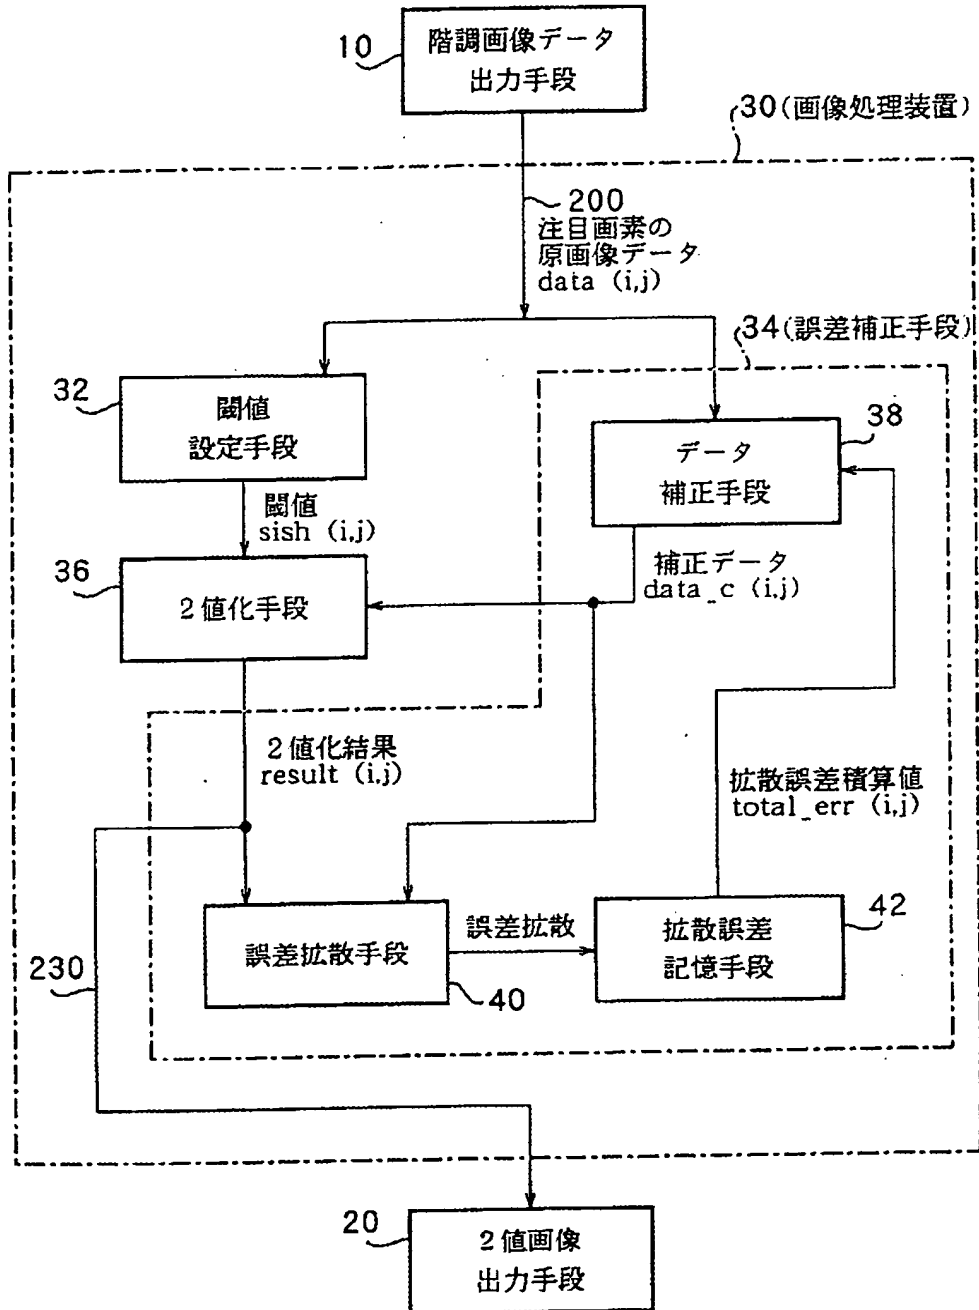 10
階調画像データ
出力手段
30(画像処理装置)
200
注目画素の
原画像データ
data (i,j)
34(誤差補正手段)
32
閾値
設定手段
38
データ
補正手段
閾値
sish (i,j)
36
2値化手段
補正データ
data_c (i,j)
2値化結果
result (i,j)
拡散誤差積算値
total_err (i,j)
誤差拡散手段
40
誤差拡散
拡散誤差
記憶手段
42
230
20
2値画像
出力手段